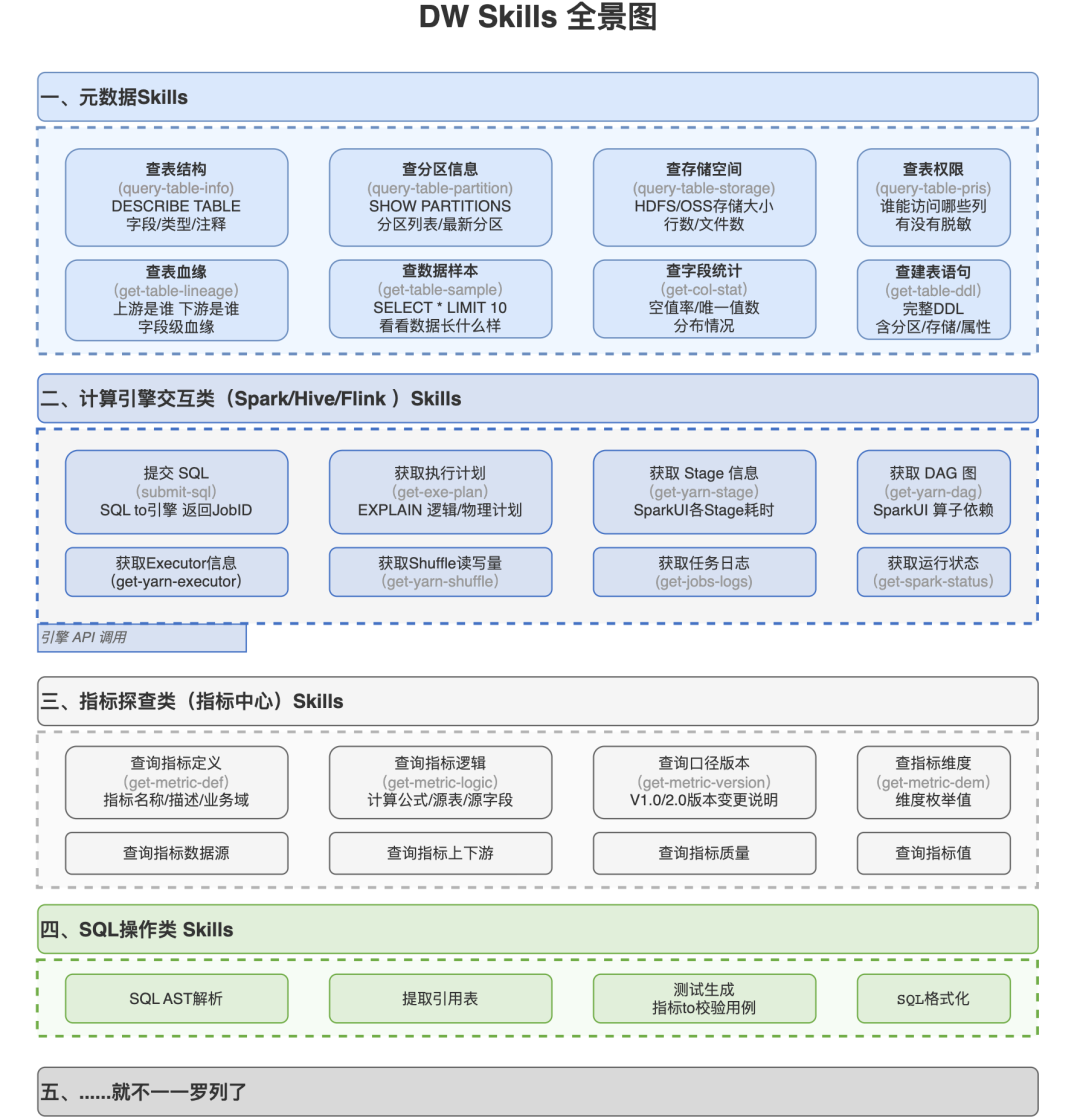 DW Skills 全景图
一、元数据Skills
查表结构
(query-table-info)
DESCRIBE TABLE
字段/类型/注释
查分区信息
(query-table-partition)
SHOW PARTITIONS
分区列表/最新分区
查存储空间
(query-table-storage)
HDFS/OSS存储大小
行数/文件数
查表权限
(query-table-pris)
谁能访问哪些列
有没有脱敏
查表血缘
(get-table-lineage)
上游是谁 下游是谁
字段级血缘
查数据样本
(get-table-sample)
SELECT * LIMIT 10
看看数据长什么样
查字段统计
(get-col-stat)
空值率/唯一值数
分布情况
查建表语句
(get-table-ddl)
完整DDL
含分区/存储/属性
二、计算引擎交互类（Spark/Hive/Flink ）Skills
提交 SQL
(submit-sql)
SQL to引擎 返回JobID
获取执行计划
(get-exe-plan)
EXPLAIN 逻辑/物理计划
获取 Stage 信息
(get-yarn-stage)
SparkUI各Stage耗时
获取 DAG 图
(get-yarn-dag)
SparkUI 算子依赖
获取Executor信息
(get-yarn-executor)
获取Shuffle读写量
(get-yarn-shuffle)
获取任务日志
(get-jobs-logs)
获取运行状态
(get-spark-status)
引擎 API 调用
三、指标探查类（指标中心）Skills
查询指标定义
（get-metric-def)
指标名称/描述/业务域
查询指标逻辑
(get-metric-logic)
计算公式/源表/源字段
查询口径版本
(get-metric-version)
V1.0/2.0版本变更说明
查指标维度
(get-metric-dem)
维度枚举值
查询指标数据源
查询指标上下游
查询指标质量
查询指标值
四、SQL操作类 Skills
SQL AST解析
提取引用表
测试生成
指标to校验用例
SQL格式化
五、......就不一一罗列了